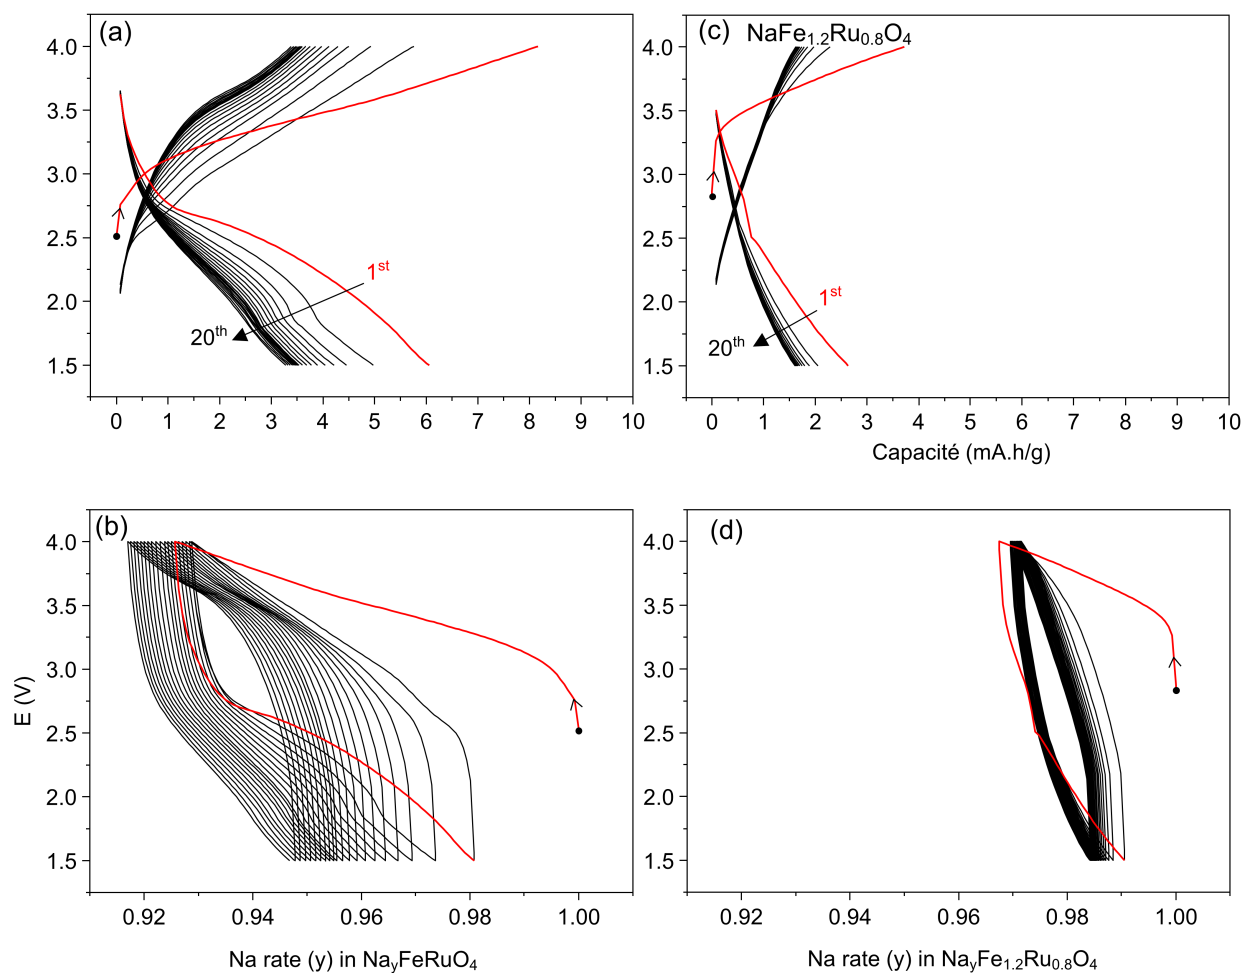 (a)
4.0
3.5
3.0
2.5
2.0
1.5
1st
20th
0 1 2 3 4 5 6 7 8 9 10
(c) NaFe1.2Ru0.8O4
4.0
3.5
3.0
2.5
2.0
1.5
1st
20th
0 1 2 3 4 5 6 7 8 9 10
Capacité (mA.h/g)
(b)
4.0
3.5
3.0
2.5
2.0
1.5
E (V)
0.92 0.94 0.96 0.98 1.00
Na rate (y) in NayFeRuO4
(d)
4.0
3.5
3.0
2.5
2.0
1.5
0.92 0.94 0.96 0.98 1.00
Na rate (y) in NayFe1.2Ru0.8O4